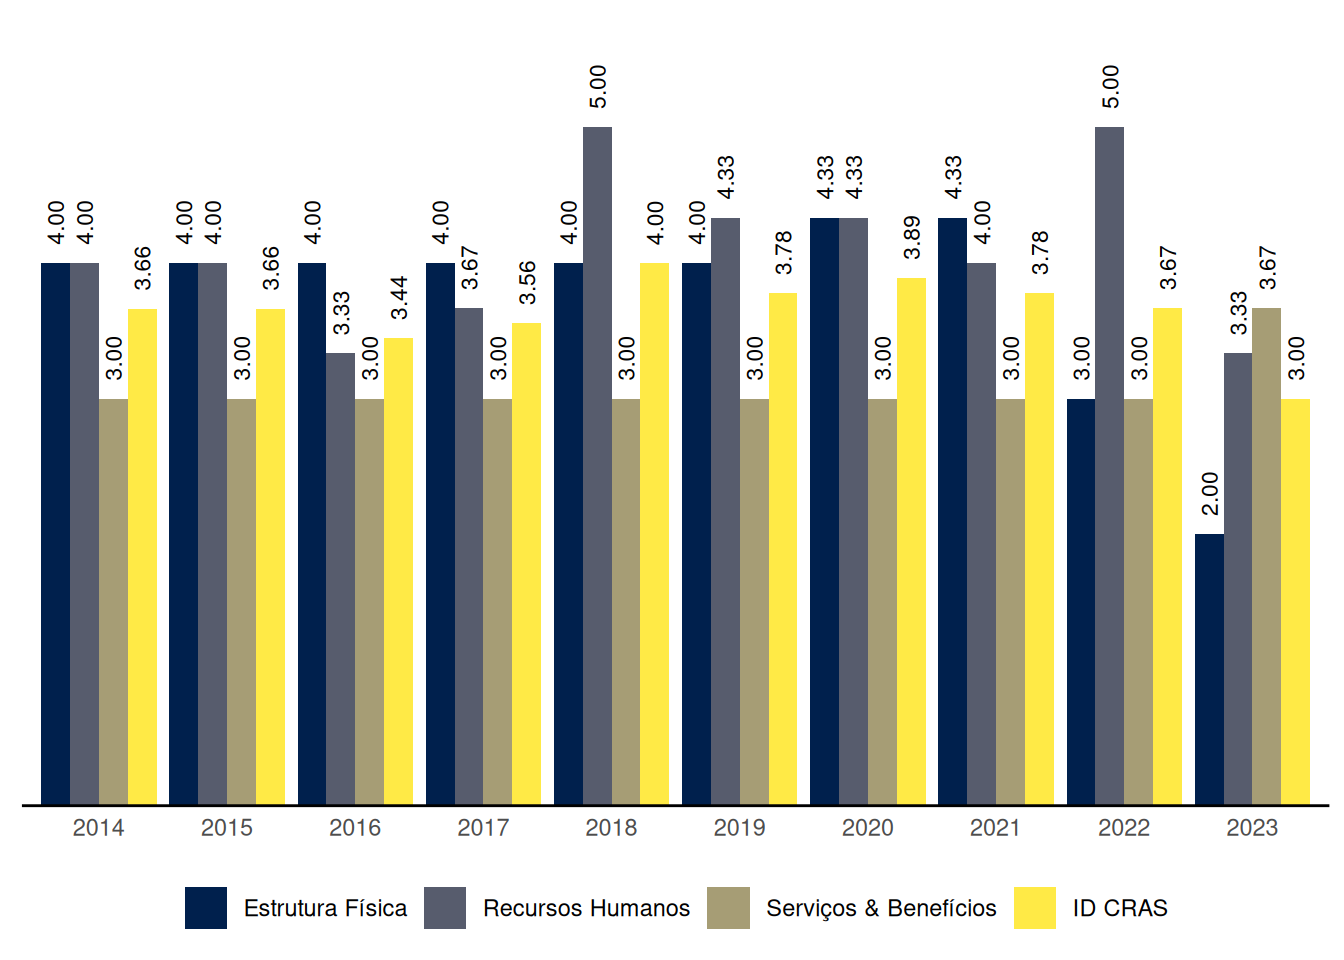 5.00 5.00
4.33 4.33 4.33 4.33
4.00 4.00 4.00 4.00 4.00 4.00 4.00 4.00 4.00 4.00
3.78 3.89 3.78
3.66 3.66 3.67 3.56 3.67 3.67
3.33 3.44 3.33
3.00 3.00 3.00 3.00 3.00 3.00 3.00 3.00 3.00 3.00 3.00
2.00
2014 2015 2016 2017 2018 2019 2020 2021 2022 2023
Estrutura Física Recursos Humanos Serviços & Benefícios ID CRAS